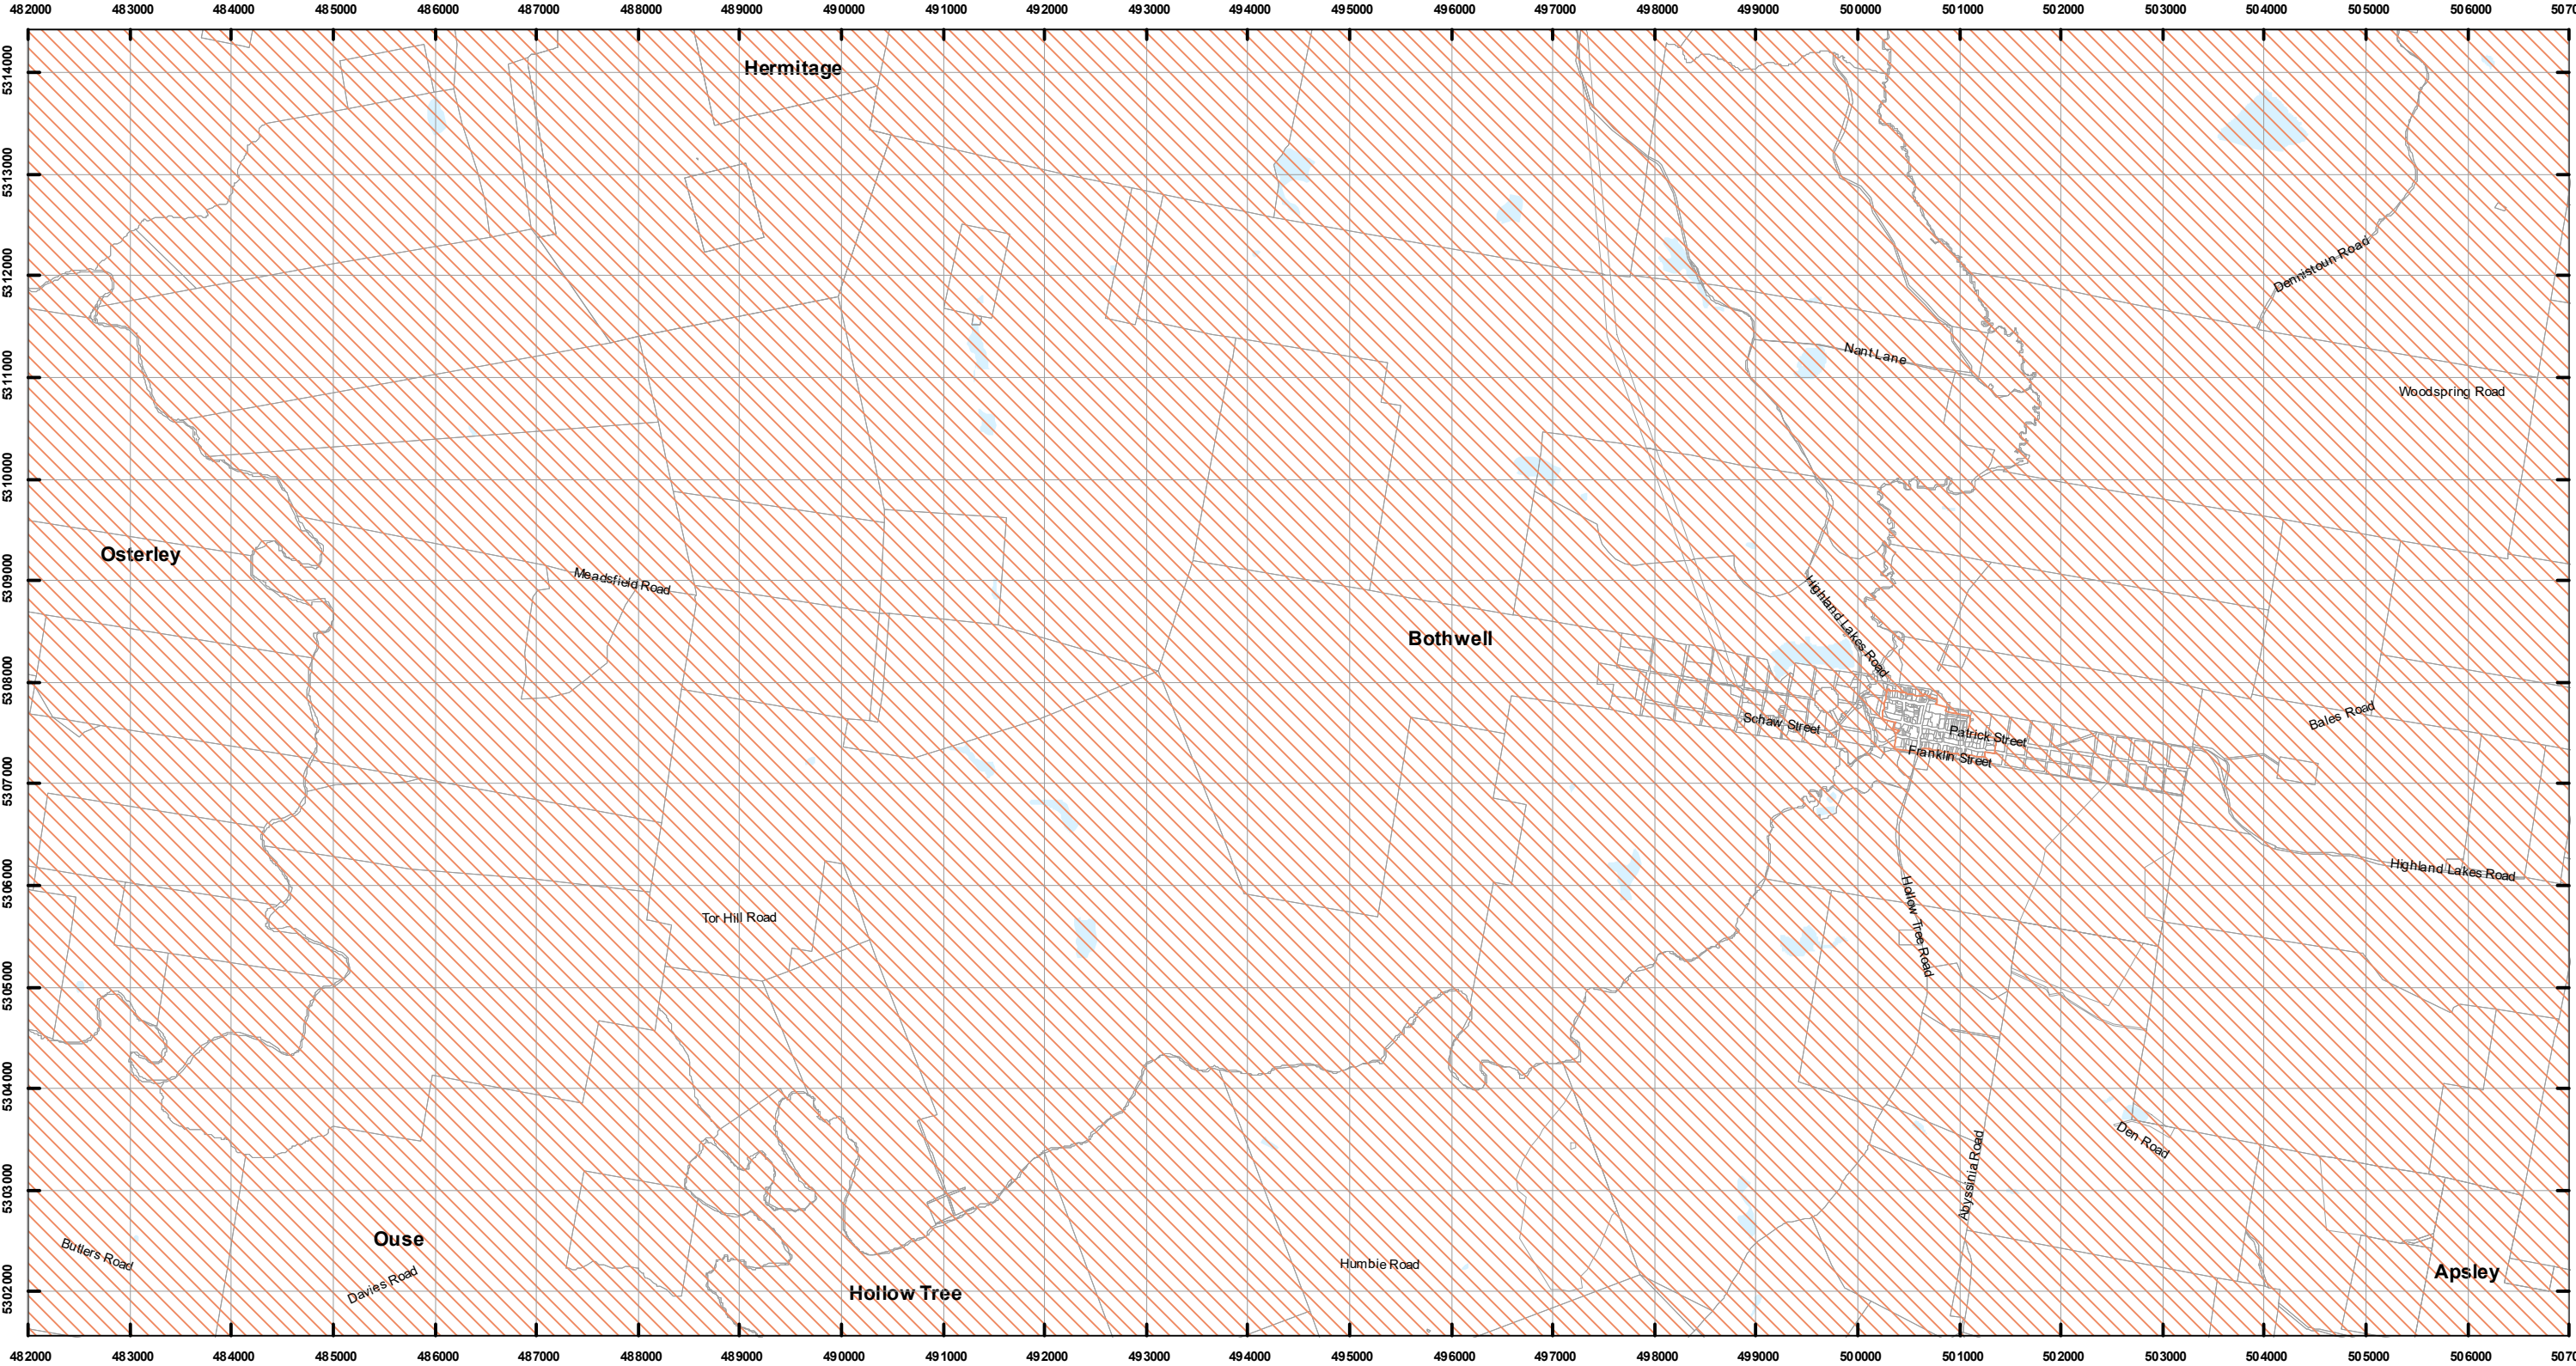 482000 483000 484000 485000 486000 487000 488000 489000 490000 491000 492000 493000 494000 495000 496000 497000 498000 499000 500000 501000 502000 503000 504000 505000 506000 5070
5314000
Hermitage
5313000
5312000
Dennistoun Road
Nant Lane
5311000
Woodspring Road
5310000
Osterley
5309000
Meadsfield Road
Highland Lakes Road
Bothwell
5308000
Schaw Street
Patrick Street
Bales Road
Franklin Street
5307000
Highland Lakes Road
5306000
Tor Hill Road
Hollow Tree Road
5305000
5304000
Den Road
Abyssinia Road
5303000
Butlers Road
Ouse
Humbie Road
Apsley
Davies Road
5302000
Hollow Tree
482000 483000 484000 485000 486000 487000 488000 489000 490000 491000 492000 493000 494000 495000 496000 497000 498000 499000 500000 501000 502000 503000 504000 505000 506000 5070